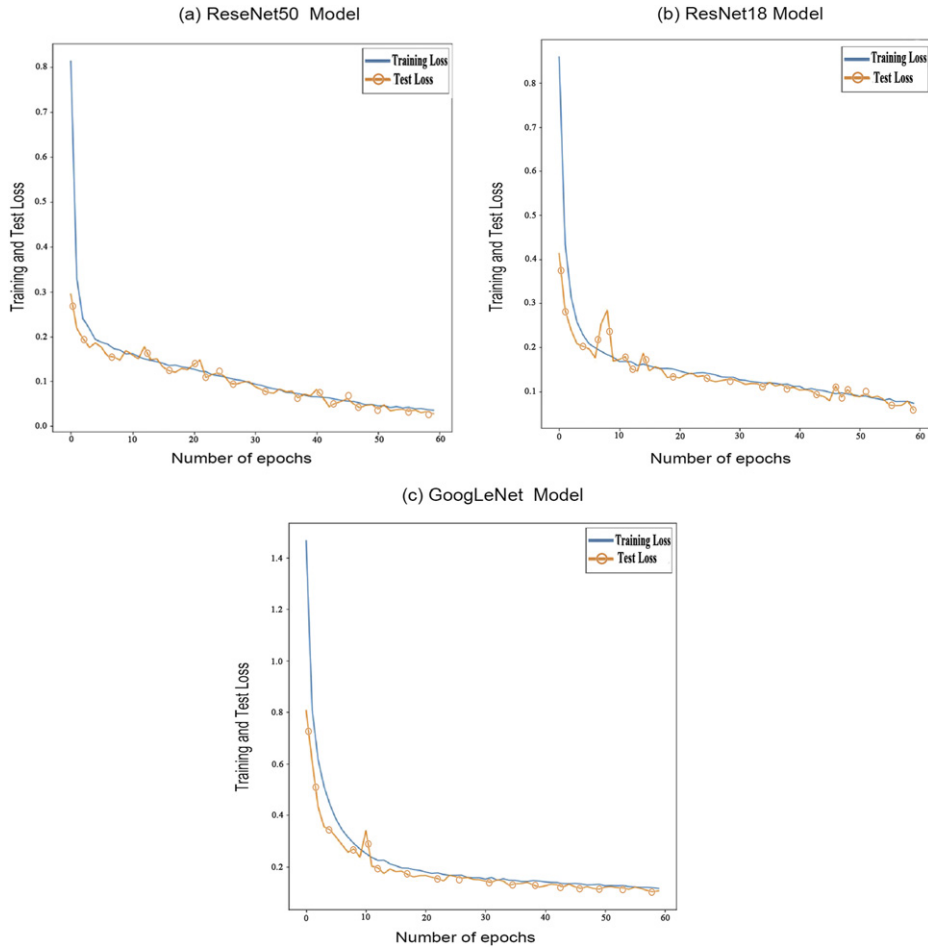 (a) ReseNet50 Model
Training Loss
Test Loss
Training and Test Loss
0.8
0.7
0.6
0.5
0.4
0.3
0.2
0.1
0.0
0 10 20 30 40 50 60
Number of epochs
(b) ResNet18 Model
Training Loss
Test Loss
Training and Test Loss
0.8
0.7
0.6
0.5
0.4
0.3
0.2
0.1
0 10 20 30 40 50 60
Number of epochs
(c) GoogLeNet Model
Training Loss
Test Loss
Training and Test Loss
1.4
1.2
1.0
0.8
0.6
0.4
0.2
0 10 20 30 40 50 60
Number of epochs